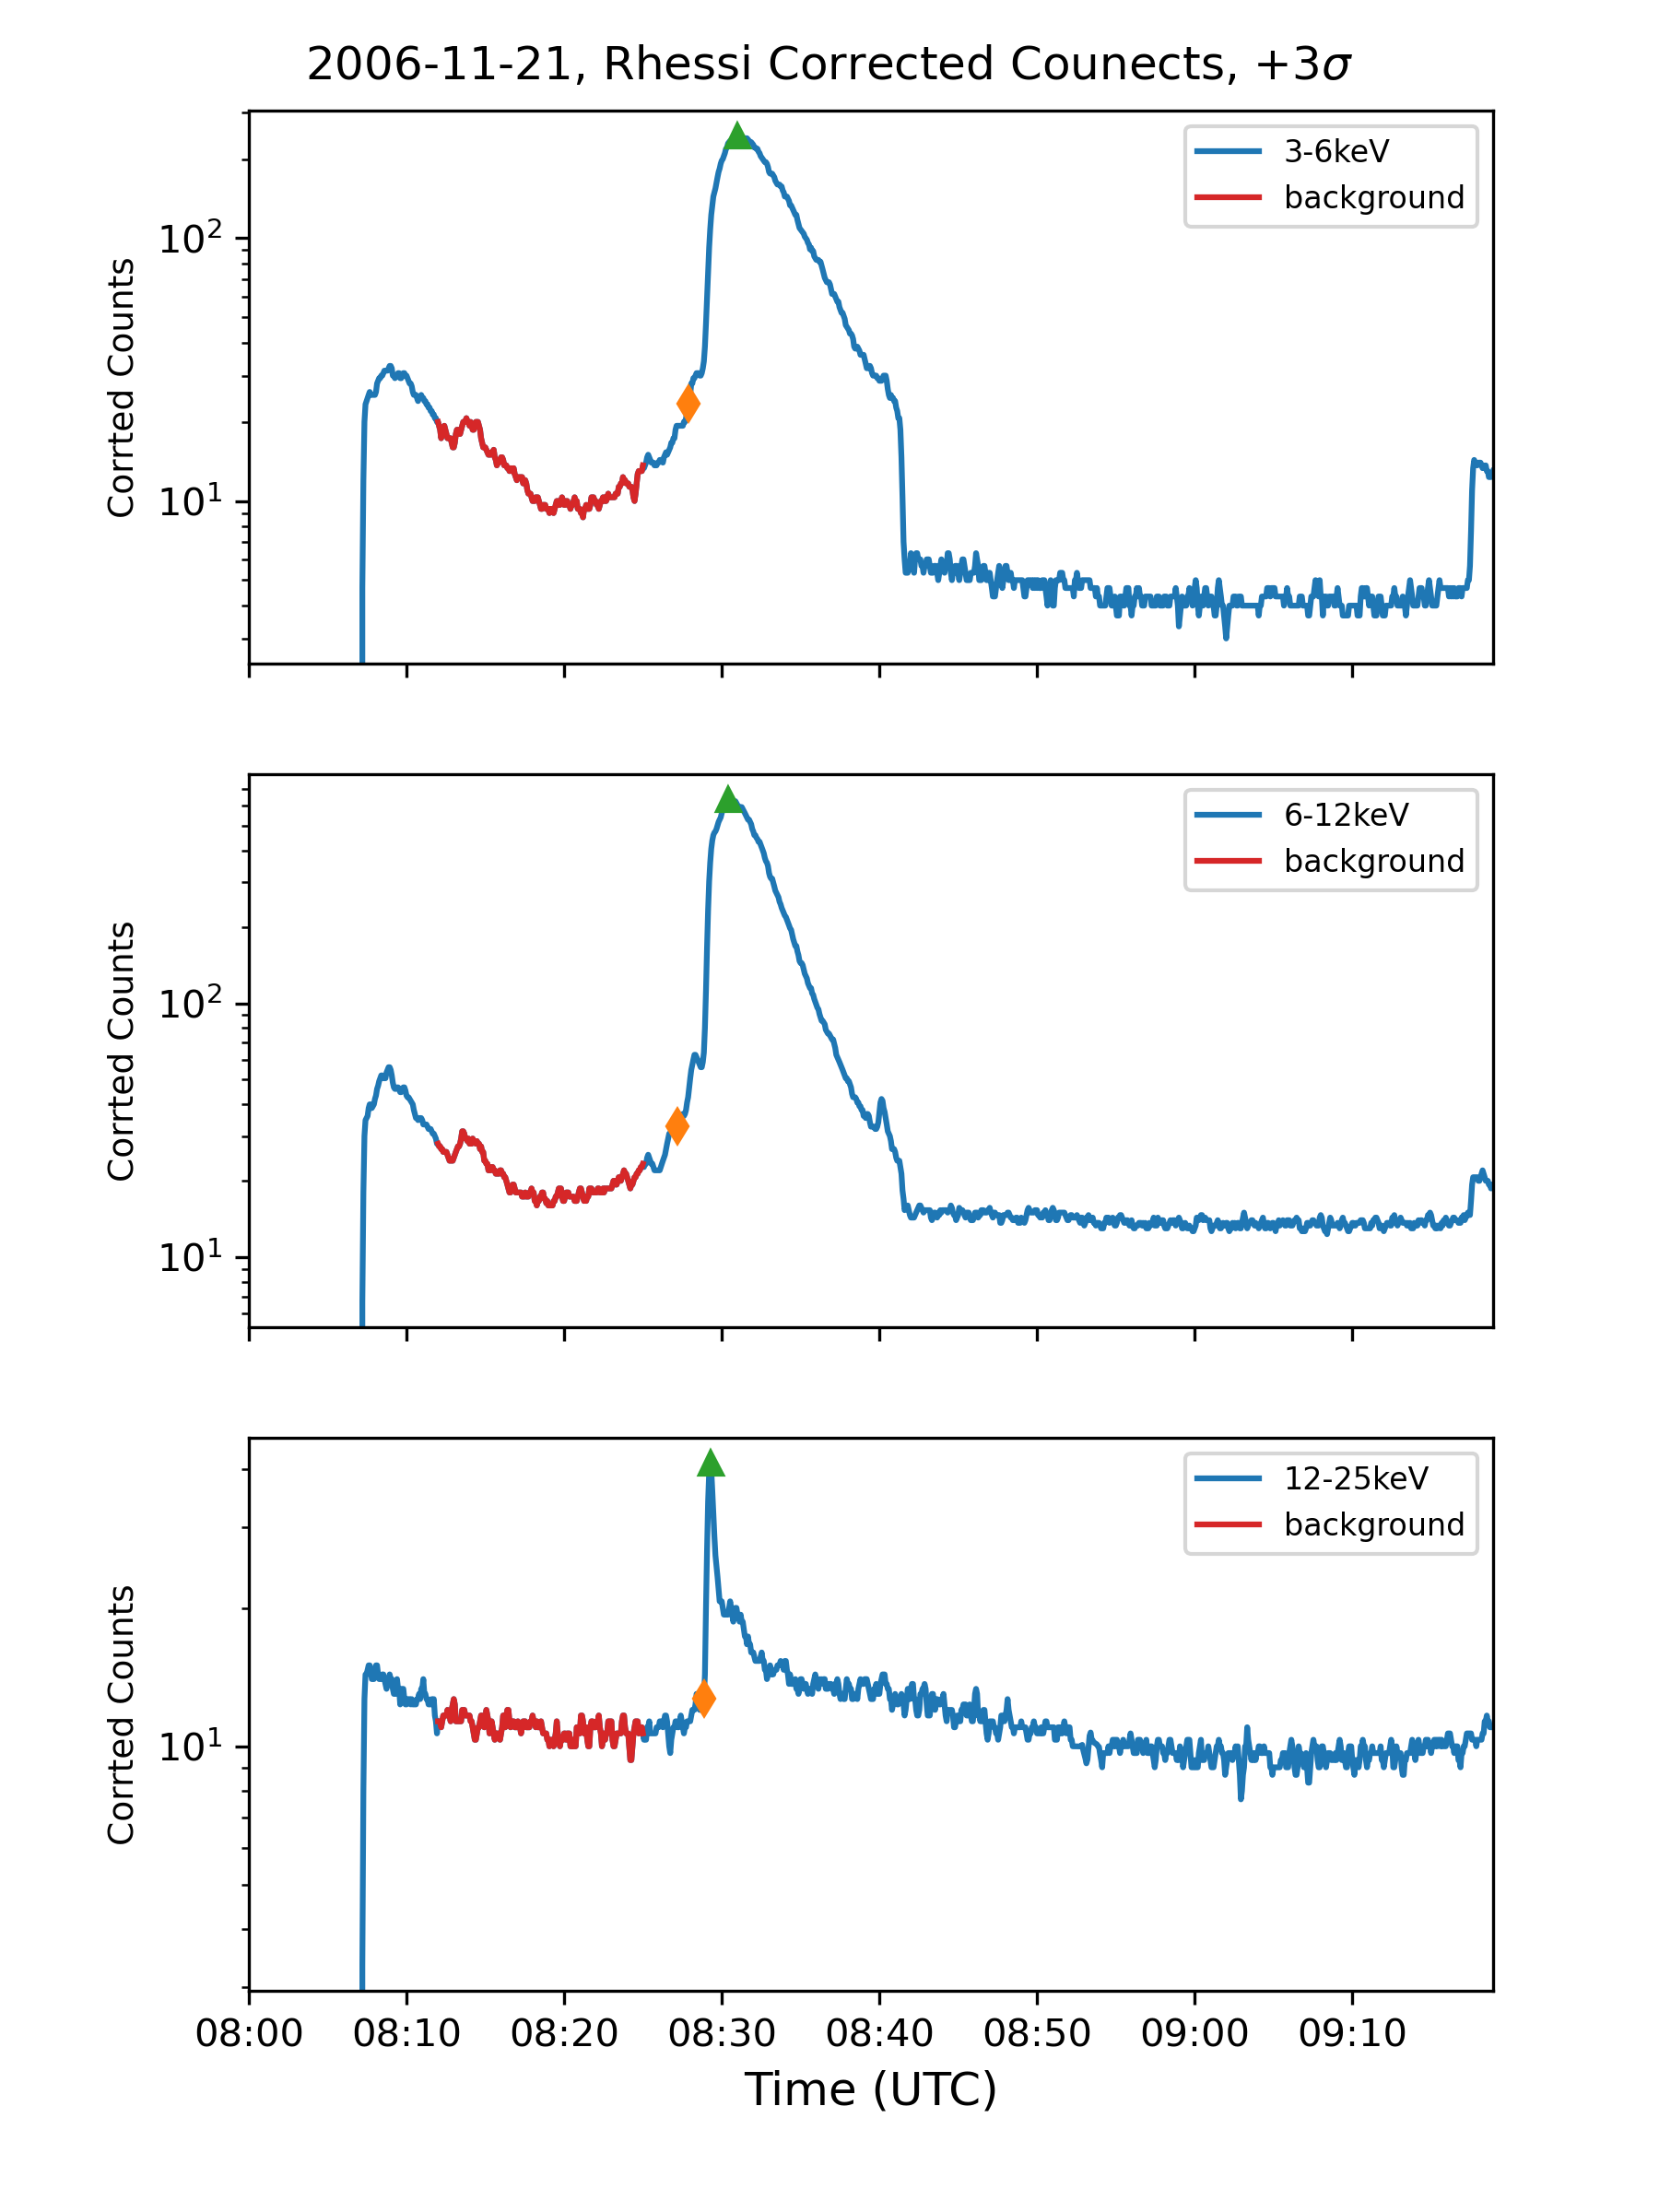 2006-11-21, Rhessi Corrected Counects, +3σ
3-6keV
background
10²
10¹
Corrted Counts
6-12keV
background
10²
10¹
Corrted Counts
12-25keV
background
10¹
Corrted Counts
08:00 08:10 08:20 08:30 08:40 08:50 09:00 09:10
Time (UTC)